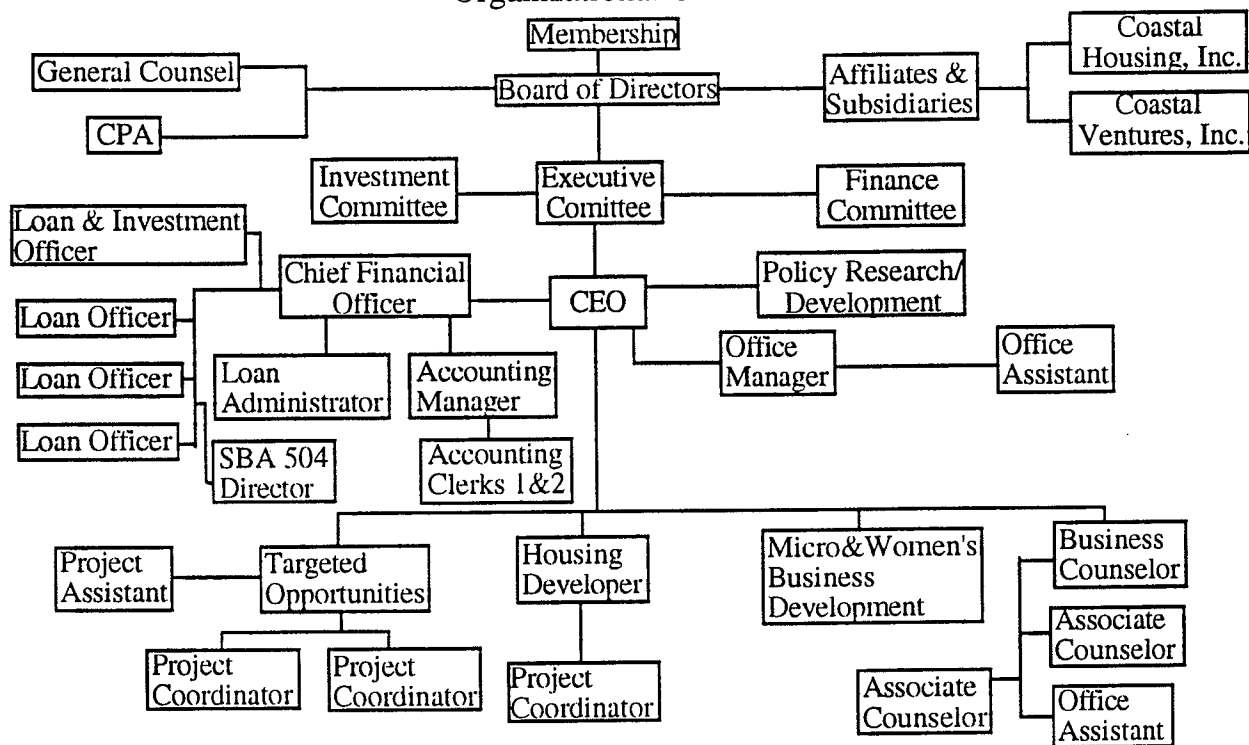 Membership
General Counsel
Board of Directors
Affiliates &
Subsidiaries
Coastal
Housing, Inc.
CPA
Coastal
Ventures, Inc.
Investment
Committee
Executive
Comittee
Finance
Committee
Loan & Investment
Officer
Chief Financial
Officer
CEO
Policy Research/
Development
Loan Officer
Loan Officer
Loan Officer
Loan
Administrator
Accounting
Manager
Office
Manager
Office
Assistant
SBA 504
Director
Accounting
Clerks 1&2
Project
Assistant
Targeted
Opportunities
Housing
Developer
Micro&Women's
Business
Development
Business
Counselor
Associate
Counselor
Project
Coordinator
Project
Coordinator
Project
Coordinator
Associate
Counselor
Office
Assistant